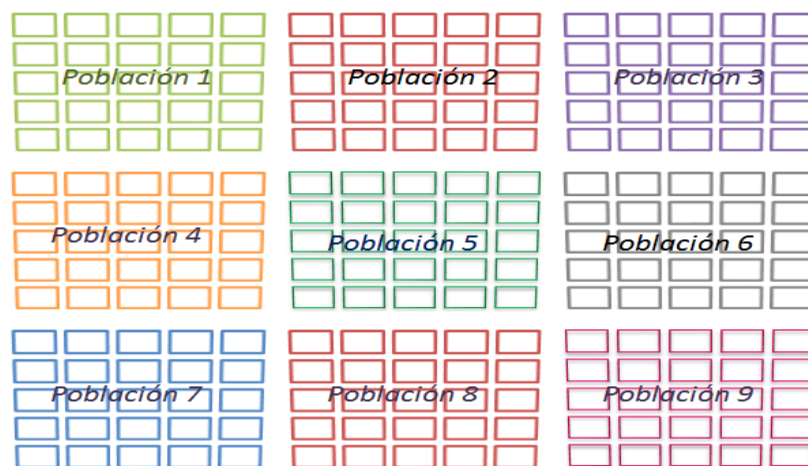 Población 1
Población 2
Población 3
Población 4
Población 5
Población 6
Población 7
Población 8
Población 9